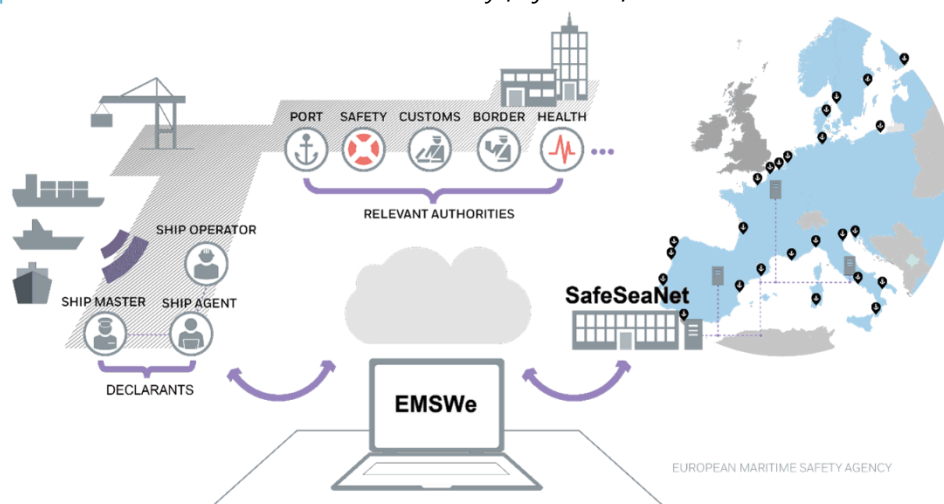 PORT SAFETY CUSTOMS BORDER HEALTH
RELEVANT AUTHORITIES
SHIP OPERATOR
SHIP MASTER SHIP AGENT
DECLARANTS
SafeSeaNet
EMSWe
EUROPEAN MARITIME SAFETY AGENCY